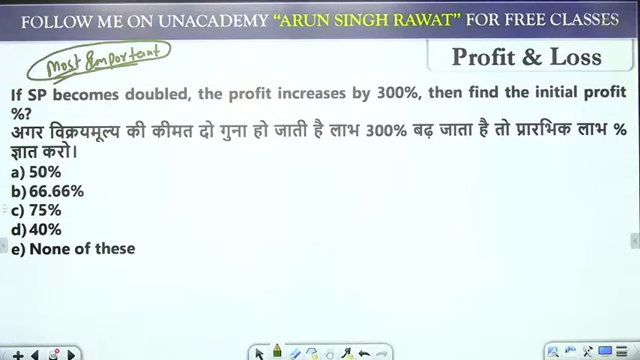 FOLLOW ME ON UNACADEMY "ARUN SINGH RAWAT" FOR FREE CLASSES
Most Important
Profit & Loss
If SP becomes doubled, the profit increases by 300%, then find the initial profit
%?
अगर विक्रयमूल्य की कीमत दो गुना हो जाती है लाभ 300% बढ़ जाता है तो प्रारभिक लाभ %
ज्ञात करो।
a) 50%
b) 66.66%
c) 75%
d) 40%
e) None of these